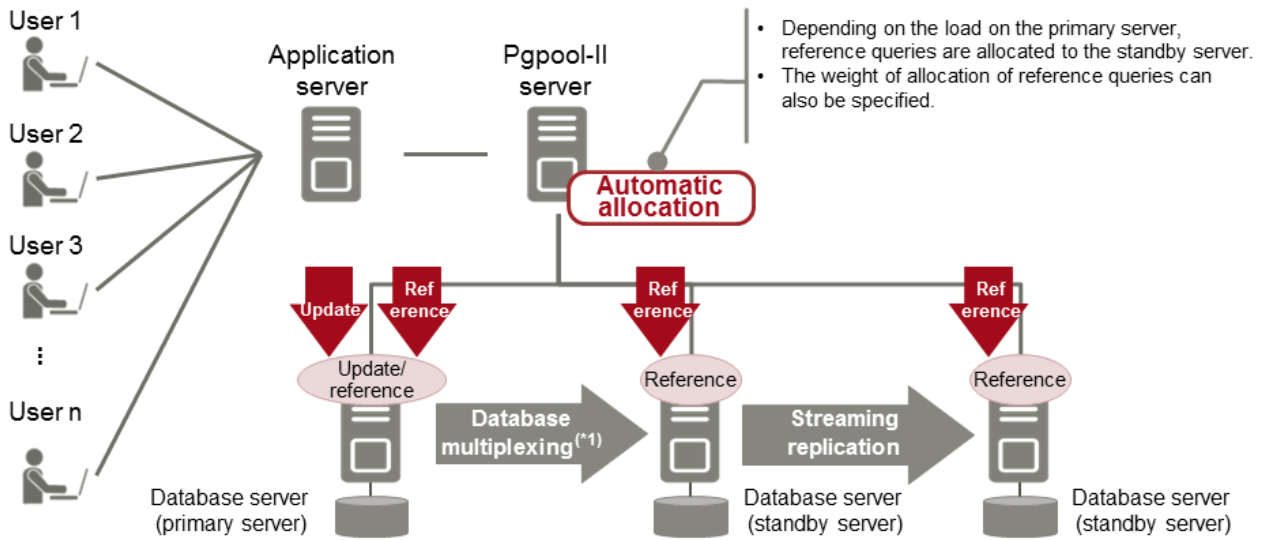 User 1
User 2
User 3
⋮
User n
Application
server
Pgpool-II
server
• Depending on the load on the primary server,
reference queries are allocated to the standby server.
• The weight of allocation of reference queries can
also be specified.
Automatic
allocation
Update
Ref
erence
Ref
erence
Ref
erence
Update/
reference
Reference
Reference
Database
multiplexing(*1)
Streaming
replication
Database server
(primary server)
Database server
(standby server)
Database server
(standby server)